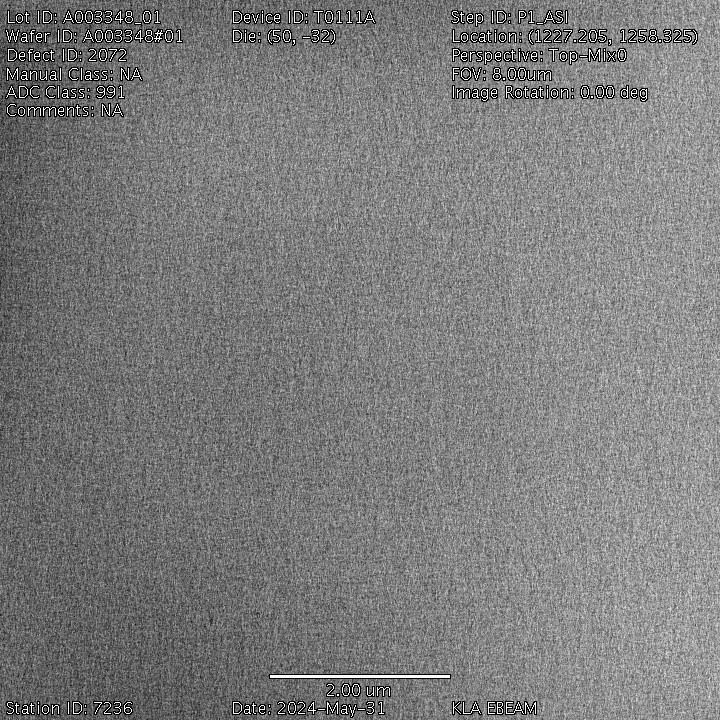 Lot ID: A003348_01
Wafer ID: A003348#01
Defect ID: 2072
Manual Class: NA
ADC Class: 991
Comments: NA
Device ID: T0111A
Die: (50, -32)
Step ID: P1_ASI
Location: (1227.205, 1258.325)
Perspective: Top-Mix0
FOV: 8.00um
Image Rotation: 0.00 deg
2.00 um
Station ID: 7236
Date: 2024-May-31
KLA EBEAM